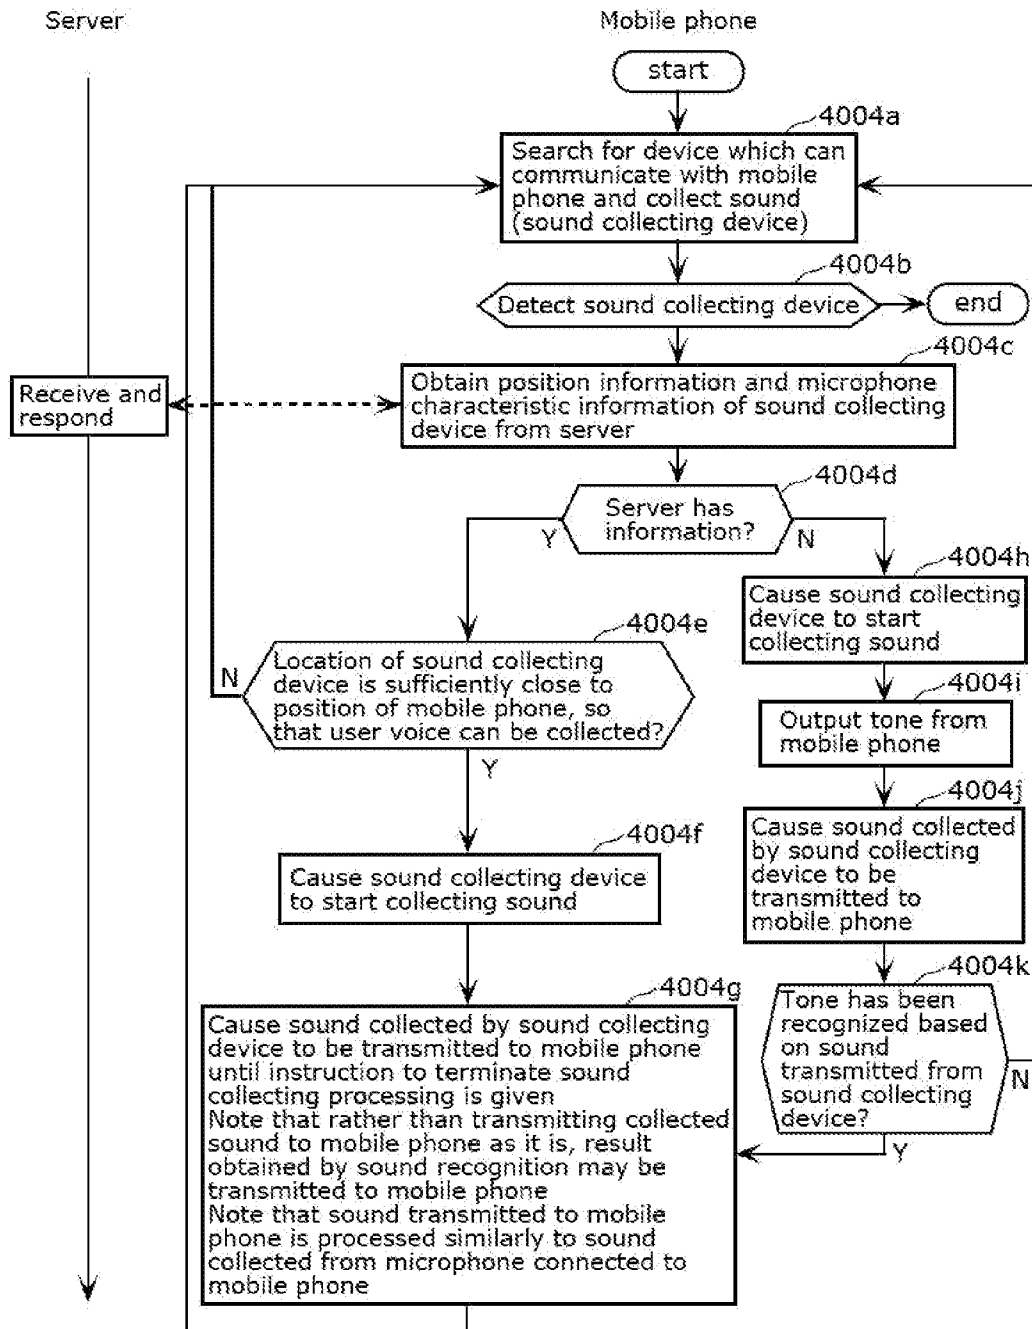 Server
Mobile phone
start
4004a
Search for device which can
communicate with mobile
phone and collect sound
(sound collecting device)
4004b
Detect sound collecting device
end
4004c
Receive and
respond
Obtain position information and microphone
characteristic information of sound collecting
device from server
4004d
Server has
information?
Y
N
4004h
Cause sound collecting
device to start
collecting sound
4004e
N
Location of sound collecting
device is sufficiently close to
position of mobile phone, so
that user voice can be collected?
Y
4004i
Output tone from
mobile phone
4004j
Cause sound collected
by sound collecting
device to be
transmitted to
mobile phone
4004f
Cause sound collecting device
to start collecting sound
4004k
Tone has been
recognized based
on sound
transmitted from
sound collecting
device?
N
Y
4004g
Cause sound collected by sound collecting
device to be transmitted to mobile phone
until instruction to terminate sound
collecting processing is given
Note that rather than transmitting collected
sound to mobile phone as it is, result
obtained by sound recognition may be
transmitted to mobile phone
Note that sound transmitted to mobile
phone is processed similarly to sound
collected from microphone connected to
mobile phone